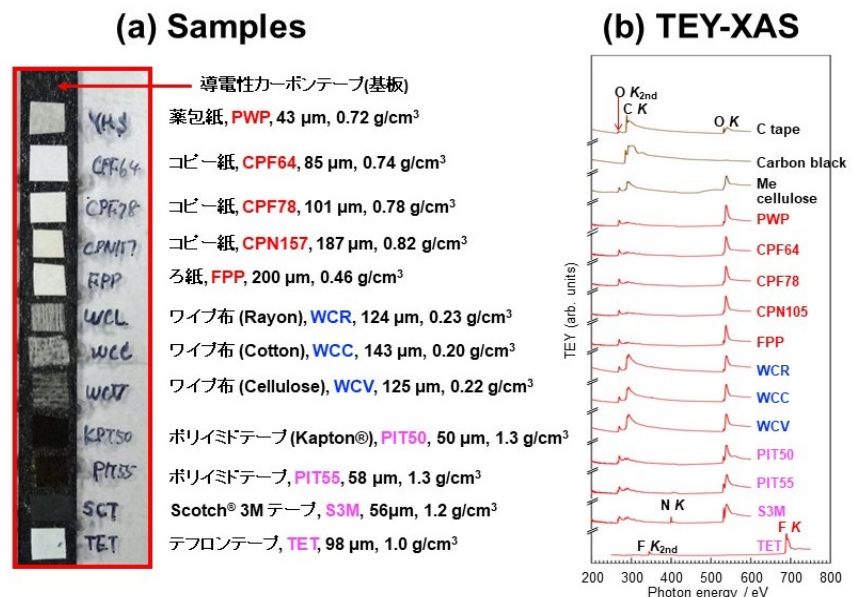 (a) Samples
導電性カーボンテープ(基板)
薬包紙, PWP, 43 µm, 0.72 g/cm3
コピー紙, CPF64, 85 µm, 0.74 g/cm3
コピー紙, CPF78, 101 µm, 0.78 g/cm3
コピー紙, CPN157, 187 µm, 0.82 g/cm3
ろ紙, FPP, 200 µm, 0.46 g/cm3
ワイプ布 (Rayon), WCR, 124 µm, 0.23 g/cm3
ワイプ布 (Cotton), WCC, 143 µm, 0.20 g/cm3
ワイプ布 (Cellulose), WCV, 125 µm, 0.22 g/cm3
ポリイミドテープ (Kapton®), PIT50, 50 µm, 1.3 g/cm3
ポリイミドテープ, PIT55, 58 µm, 1.3 g/cm3
Scotch® 3M テープ, S3M, 56µm, 1.2 g/cm3
テフロンテープ, TET, 98 µm, 1.0 g/cm3
CPF64
CPF78
CPN157
FPP
WCL
WCC
KPT50
PIT55
SCT
TET
(b) TEY-XAS
O K2nd
C K
O K
C tape
Carbon black
Me
cellulose
PWP
CPF64
CPF78
CPN105
FPP
WCR
WCC
WCV
PIT50
PIT55
N K
S3M
F K
F K2nd
TET
TEY (arb. units)
200 300 400 500 600 700 800
Photon energy / eV